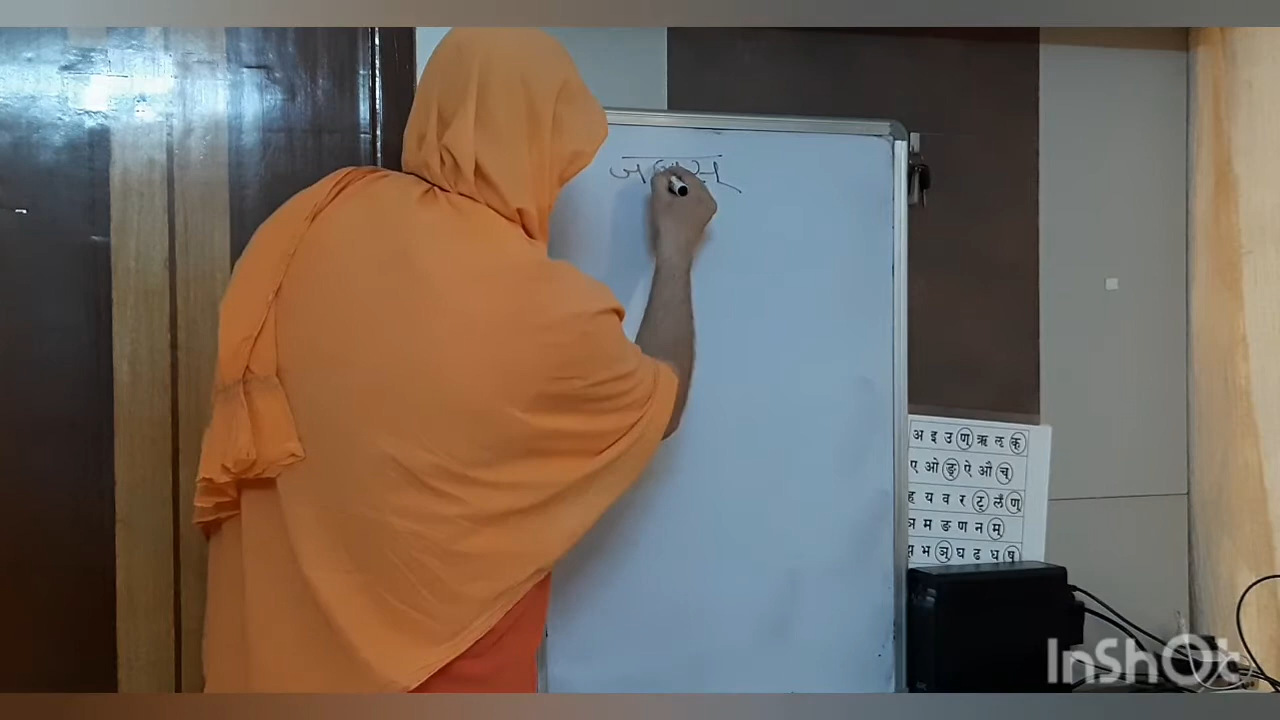 अ इ उ ण् ऋ ऌ क्
ए ओ ङ् ऐ औ च्
ह य व र ट् लँ ण्
ञ म ङ ण न म्
झ भ ञ् घ ढ ध ष्
InShOt